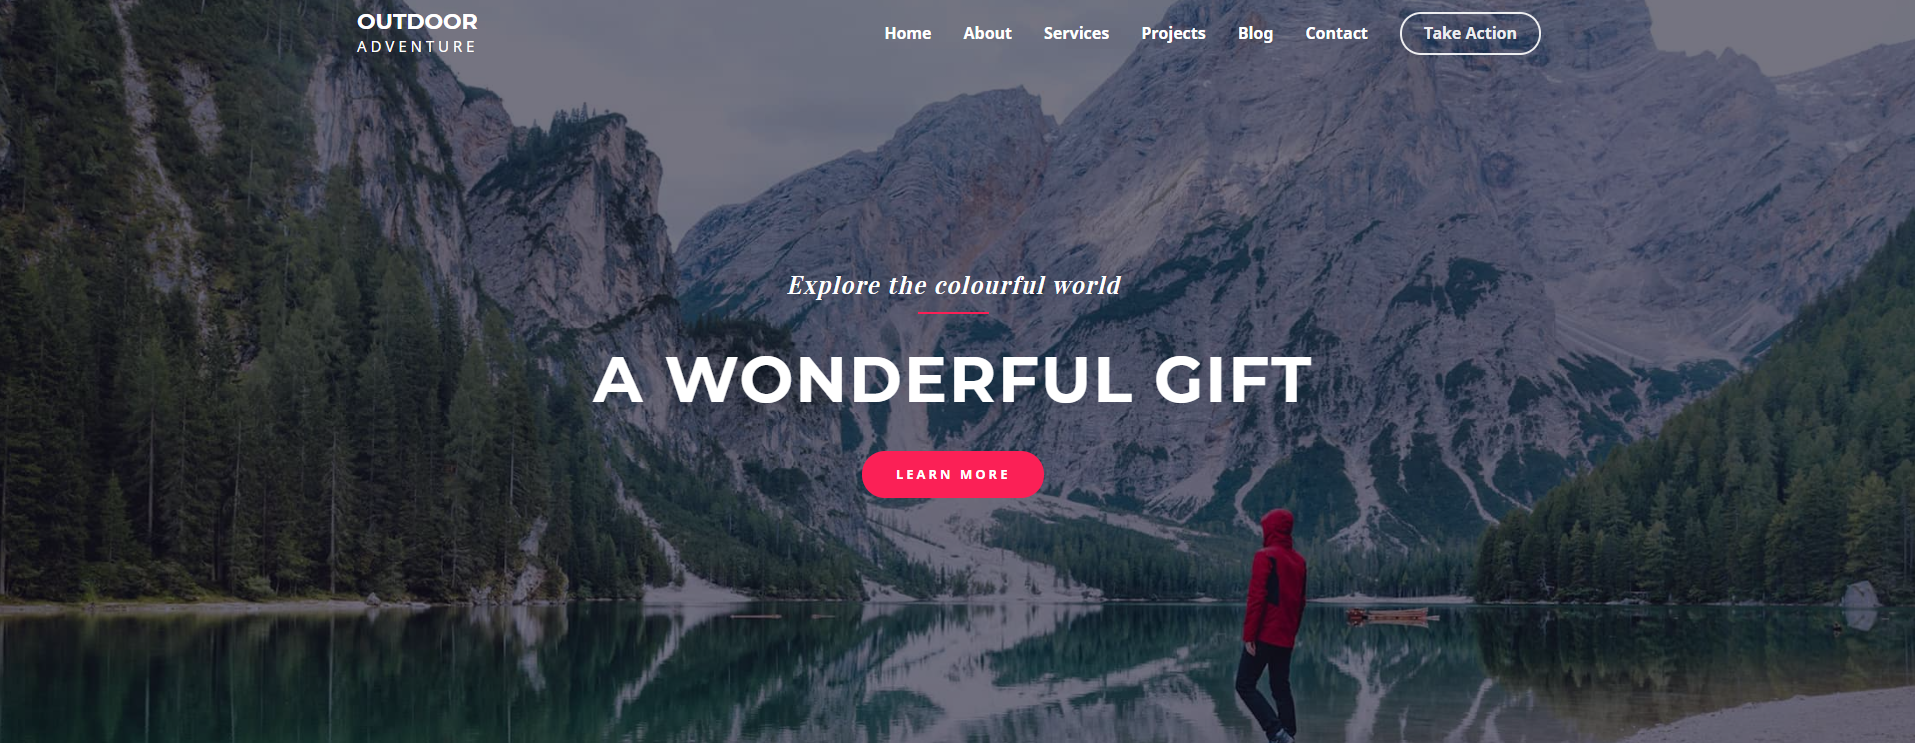 OUTDOOR
ADVENTURE
Home About Services Projects Blog Contact Take Action
Explore the colourful world
A WONDERFUL GIFT
LEARN MORE